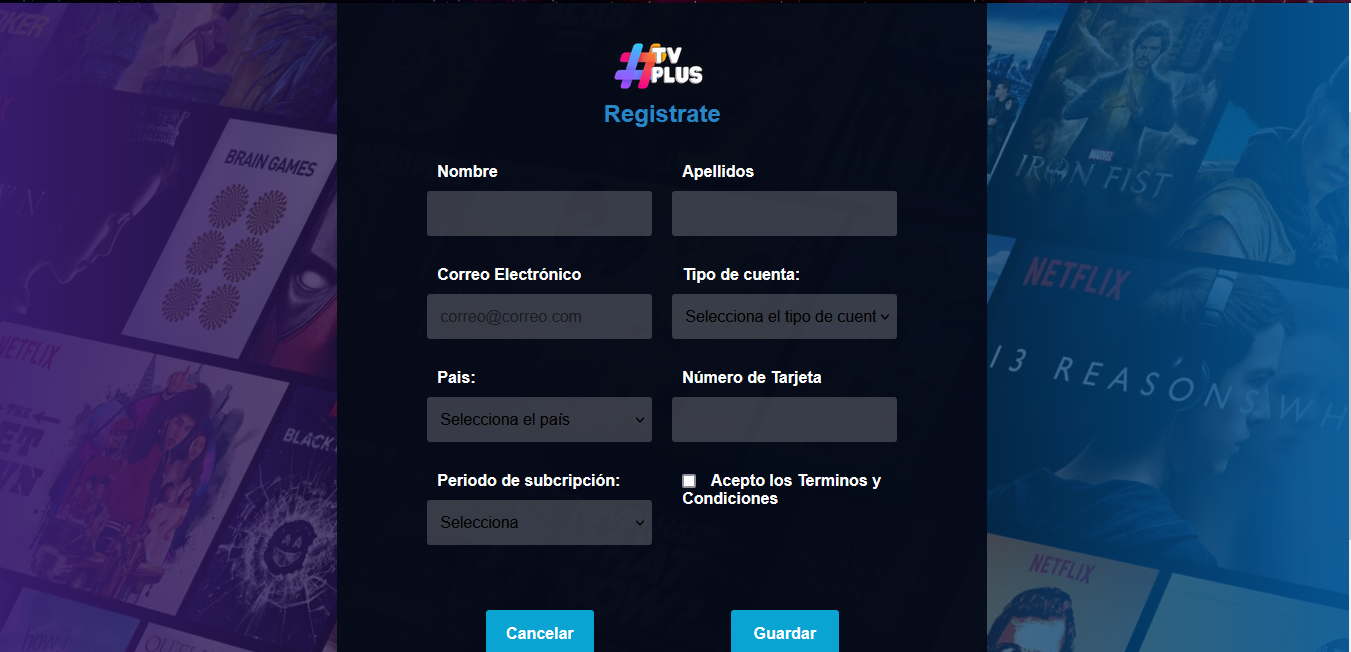 TV
PLUS
Registrate
Nombre
Apellidos
Correo Electrónico
Tipo de cuenta:
correo@correo.com
Selecciona el tipo de cuent
Pais:
Número de Tarjeta
Selecciona el país
Periodo de subcripción:
Acepto los Terminos y
Condiciones
Selecciona
Cancelar
Guardar
BRAIN GAMES
NETFLIX
THE
BLACK
MARVEL
IRON FIST
NETFLIX
13 REASONS WH
NETFLIX